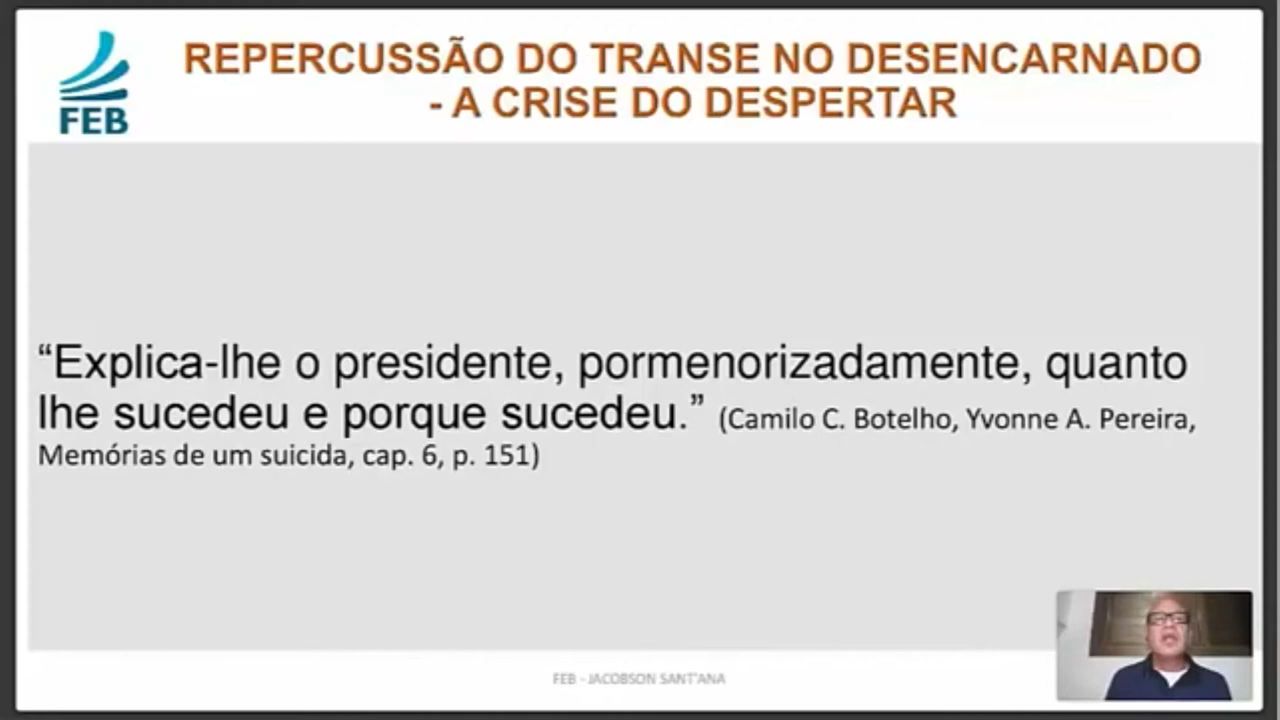 FEB
REPERCUSSÃO DO TRANSE NO DESENCARNADO
- A CRISE DO DESPERTAR
“Explica-lhe o presidente, pormenorizadamente, quanto
lhe sucedeu e porque sucedeu.” (Camilo C. Botelho, Yvonne A. Pereira,
Memórias de um suicida, cap. 6, p. 151)
FEB - JACOBSON SANT'ANA